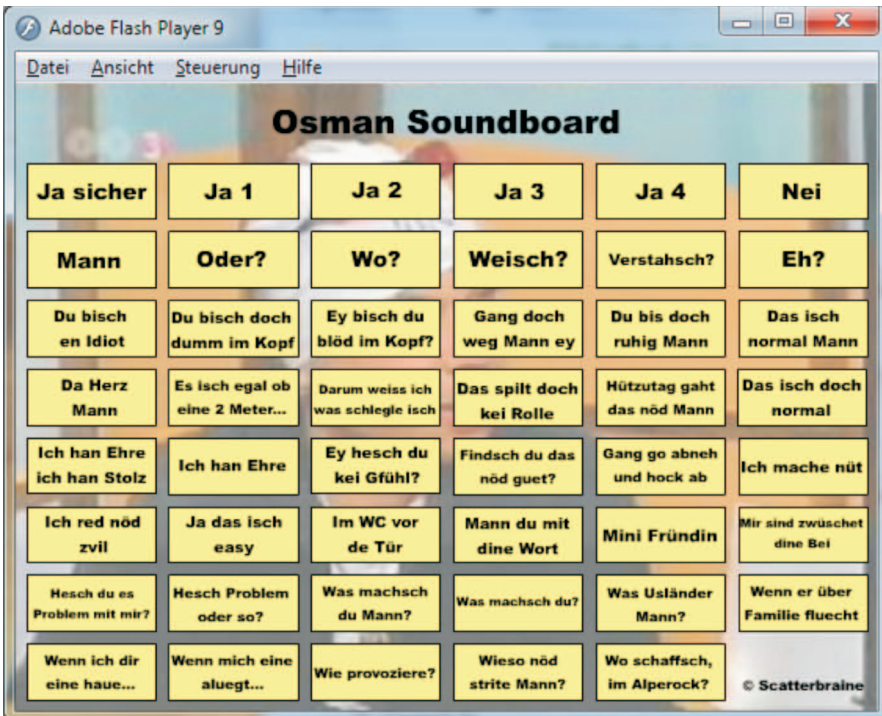 Adobe Flash Player 9
Datei Ansicht Steuerung Hilfe
Osman Soundboard
Ja sicher
Ja 1
Ja 2
Ja 3
Ja 4
Nei
Mann
Oder?
Wo?
Weisch?
Verstahsch?
Eh?
Du bisch
en Idiot
Du bisch doch
dumm im Kopf
Ey bisch du
blöd im Kopf?
Gang doch
weg Mann ey
Du bis doch
ruhig Mann
Das isch
normal Mann
Da Herz
Mann
Es isch egal ob
eine 2 Meter...
Darum weiss ich
was schlegle isch
Das spilt doch
kei Rolle
Hützutag gaht
das nöd Mann
Das isch doch
normal
Ich han Ehre
ich han Stolz
Ich han Ehre
Ey hesch du
kei Gfühl?
Findsch du das
nöd guet?
Gang go abneh
und hock ab
Ich mache nüt
Ich red nöd
zvil
Ja das isch
easy
Im WC vor
de Tür
Mann du mit
dine Wort
Mini Fründin
Mir sind zwüschet
dine Bei
Hesch du es
Problem mit mir?
Hesch Problem
oder so?
Was machsch
du Mann?
Was machsch du?
Was Usländer
Mann?
Wenn er über
Familie fluecht
Wenn ich dir
eine haue...
Wenn mich eine
aluegt...
Wie provoziere?
Wieso nöd
strite Mann?
Wo schaffsch,
im Alperock?
© Scatterbraine